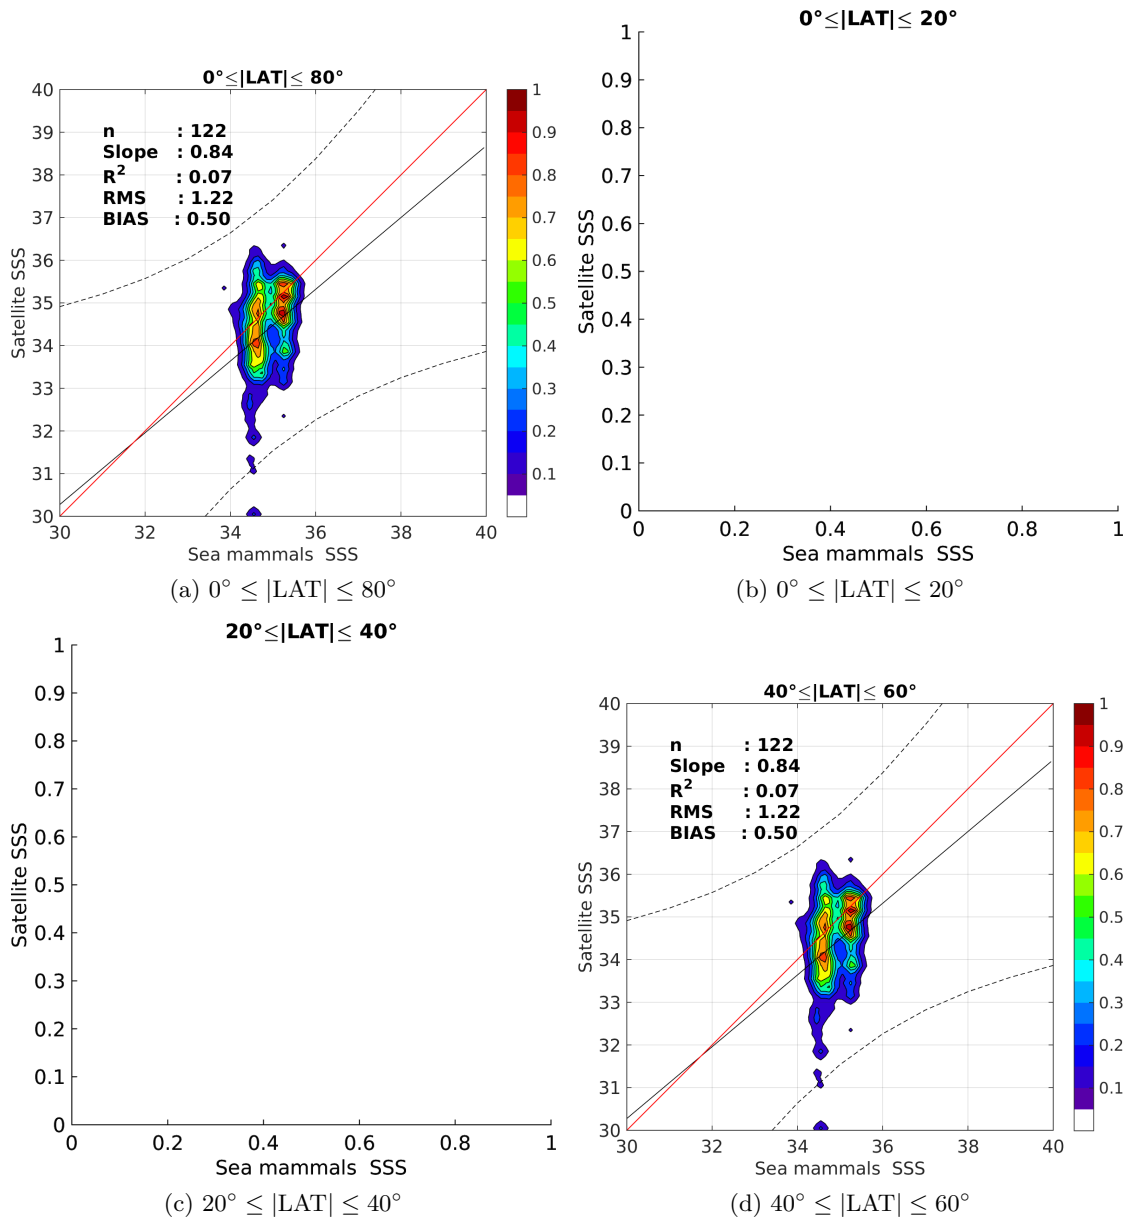 0°≤|LAT|≤ 80°
40
39
38
37
36
35
34
33
32
31
30
30 32 34 36 38 40
Satellite SSS
Sea mammals  SSS
n : 122
Slope : 0.84
R² : 0.07
RMS : 1.22
BIAS : 0.50
1
0.9
0.8
0.7
0.6
0.5
0.4
0.3
0.2
0.1
(a) 0° ≤ |LAT| ≤ 80°
0°≤|LAT|≤ 20°
1
0.9
0.8
0.7
0.6
0.5
0.4
0.3
0.2
0.1
0
0 0.2 0.4 0.6 0.8 1
Satellite SSS
Sea mammals  SSS
(b) 0° ≤ |LAT| ≤ 20°
20°≤|LAT|≤ 40°
1
0.9
0.8
0.7
0.6
0.5
0.4
0.3
0.2
0.1
0
0 0.2 0.4 0.6 0.8 1
Satellite SSS
Sea mammals  SSS
(c) 20° ≤ |LAT| ≤ 40°
40°≤|LAT|≤ 60°
40
39
38
37
36
35
34
33
32
31
30
30 32 34 36 38 40
Satellite SSS
Sea mammals  SSS
n : 122
Slope : 0.84
R² : 0.07
RMS : 1.22
BIAS : 0.50
1
0.9
0.8
0.7
0.6
0.5
0.4
0.3
0.2
0.1
(d) 40° ≤ |LAT| ≤ 60°